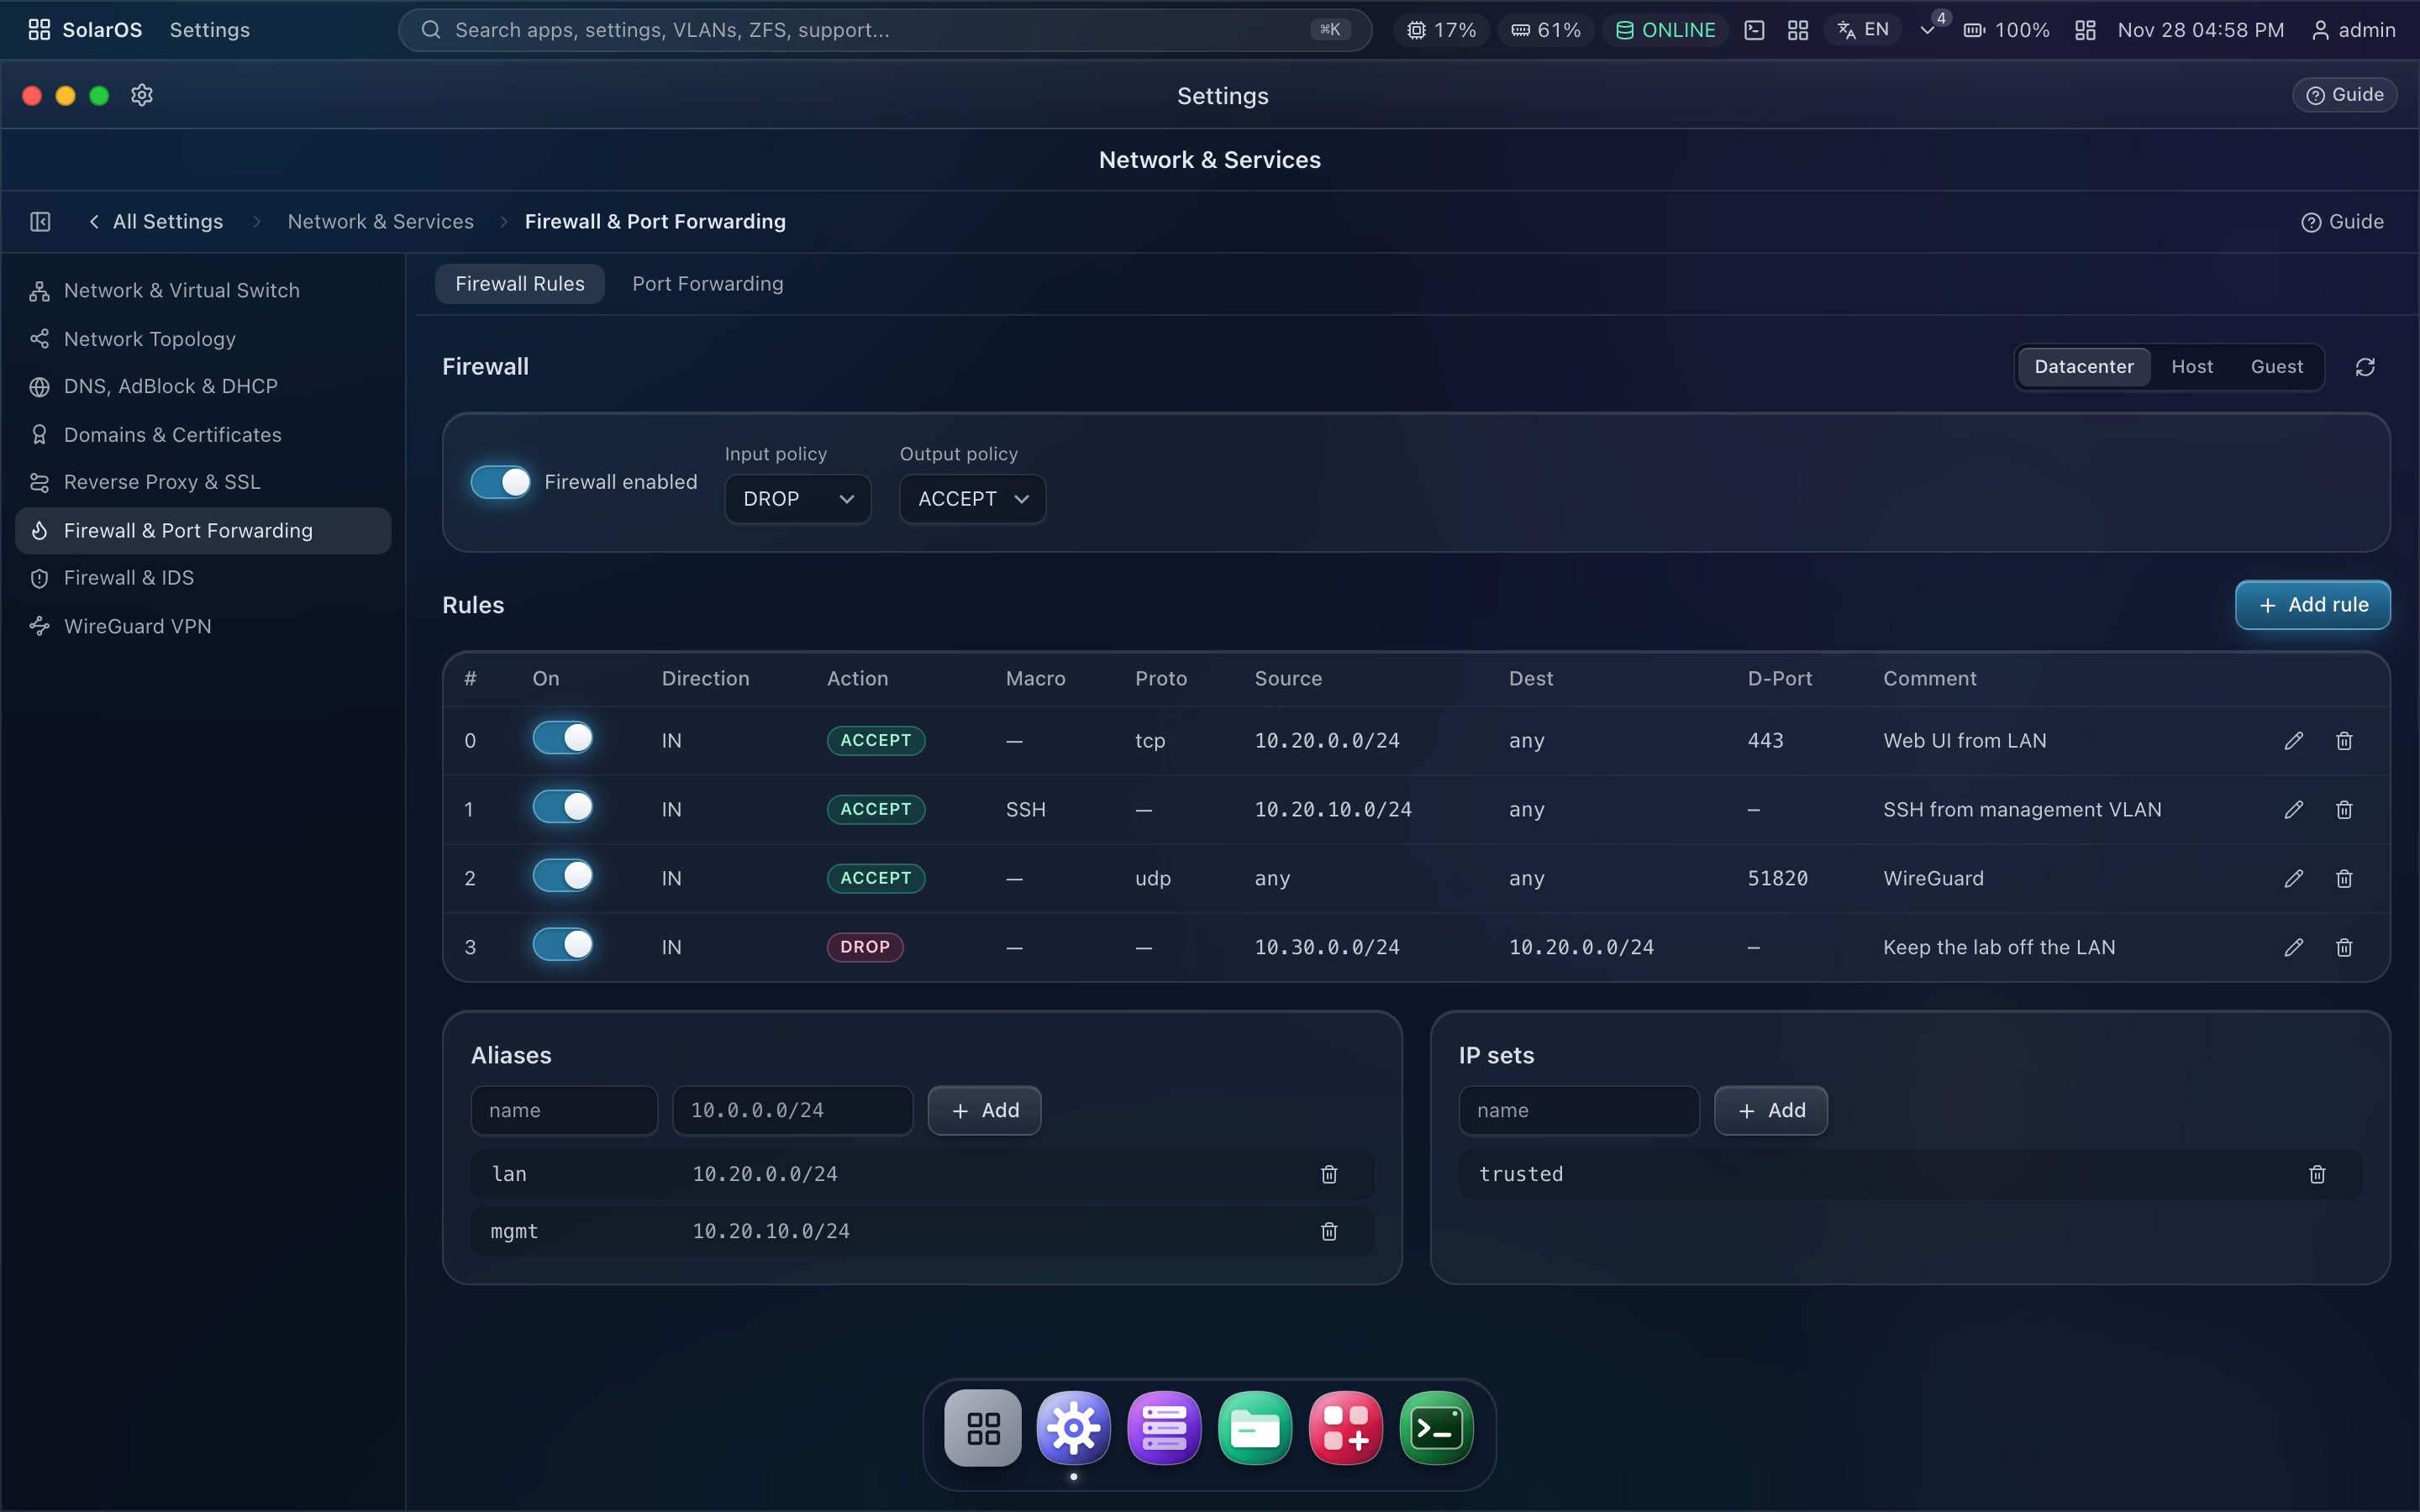 SolarOS Settings Search apps, settings, VLANs, ZFS, support... ⌘K 17% 61% ONLINE EN 4 100% Nov 28 04:58 PM admin
Settings Guide
Network & Services
All Settings Network & Services Firewall & Port Forwarding Guide
Network & Virtual Switch
Network Topology
DNS, AdBlock & DHCP
Domains & Certificates
Reverse Proxy & SSL
Firewall & Port Forwarding
Firewall & IDS
WireGuard VPN
Firewall Rules Port Forwarding
Firewall Datacenter Host Guest
Firewall enabled
Input policy Output policy
DROP ACCEPT
Rules + Add rule
# On Direction Action Macro Proto Source Dest D-Port Comment
0 IN ACCEPT — tcp 10.20.0.0/24 any 443 Web UI from LAN
1 IN ACCEPT SSH — 10.20.10.0/24 any — SSH from management VLAN
2 IN ACCEPT — udp any any 51820 WireGuard
3 IN DROP — — 10.30.0.0/24 10.20.0.0/24 — Keep the lab off the LAN
Aliases
name 10.0.0.0/24 + Add
lan 10.20.0.0/24
mgmt 10.20.10.0/24
IP sets
name + Add
trusted